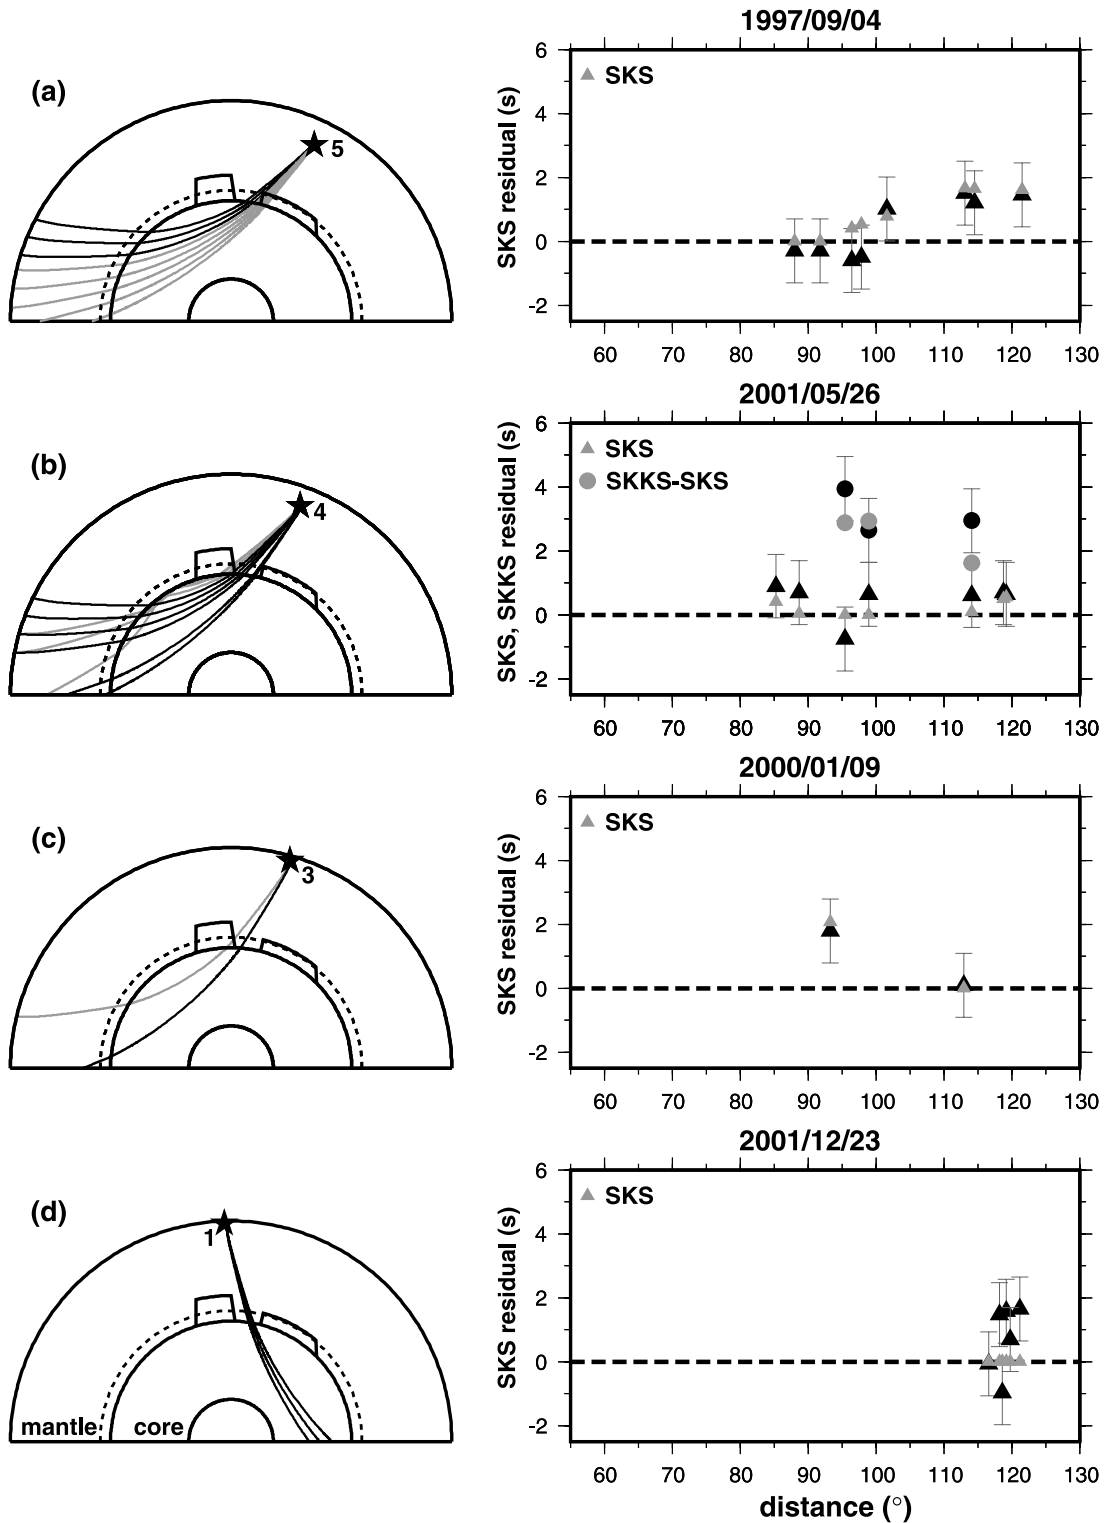 1997/09/04
(a)
5
SKS residual (s)
6
4
2
0
-2
SKS
60 70 80 90 100 110 120 130
2001/05/26
(b)
4
SKS, SKKS residual (s)
6
4
2
0
-2
SKS
SKKS-SKS
60 70 80 90 100 110 120 130
2000/01/09
(c)
3
SKS residual (s)
6
4
2
0
-2
SKS
60 70 80 90 100 110 120 130
2001/12/23
(d)
1
mantle core
SKS residual (s)
6
4
2
0
-2
SKS
60 70 80 90 100 110 120 130
distance (°)